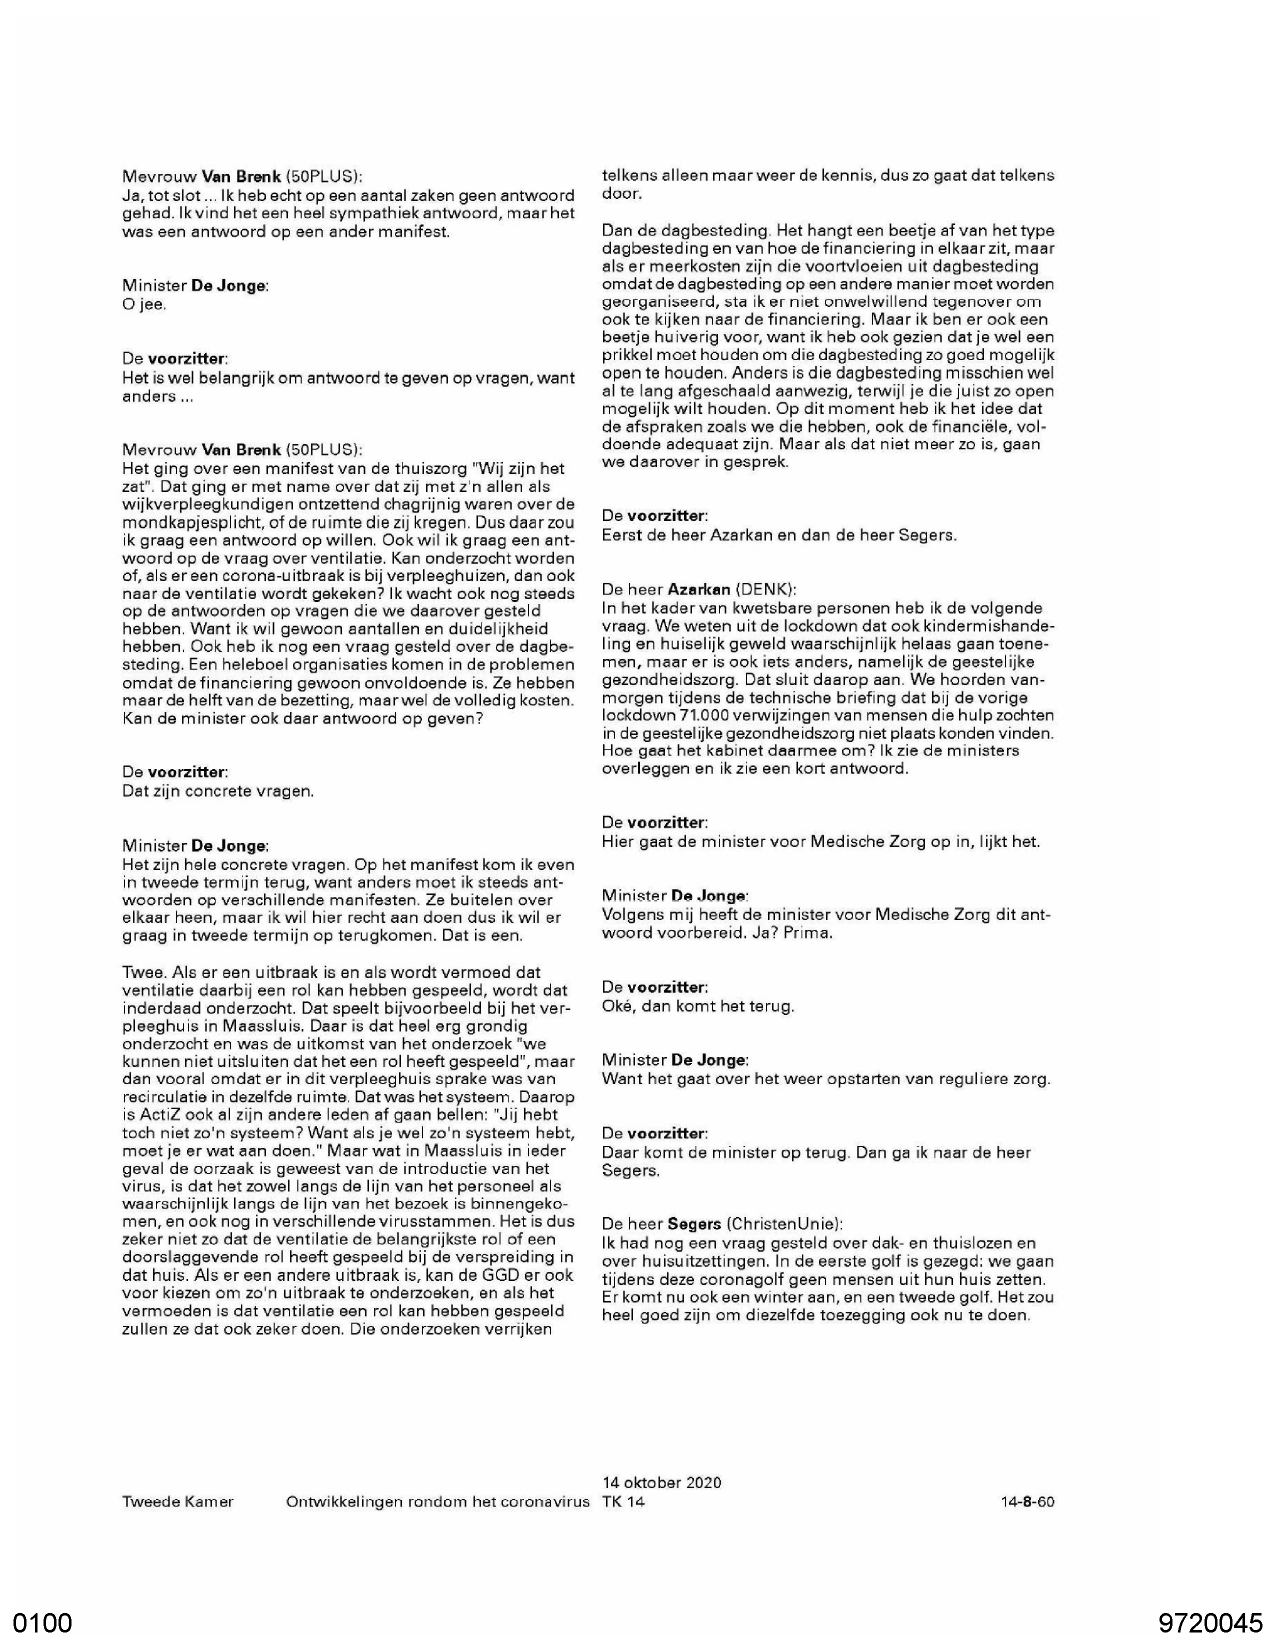 Mevrouw Van Brenk (50PLUS):
Ja, tot slot ... Ik heb echt op een aantal zaken geen antwoord
gehad. Ik vind het een heel sympathiek antwoord, maar het
was een antwoord op een ander manifest.
Minister De Jonge:
O jee.
De voorzitter:
Het is wel belangrijk om antwoord te geven op vragen, want
anders ...
Mevrouw Van Brenk (50PLUS):
Het ging over een manifest van de thuiszorg "Wij zijn het
zat". Dat ging er met name over dat zij met z'n allen als
wijkverpleegkundigen ontzettend chagrijnig waren over de
mondkapjesplicht, of de ruimte die zij kregen. Dus daar zou
ik graag een antwoord op willen. Ook wil ik graag een ant-
woord op de vraag over ventilatie. Kan onderzocht worden
of, als er een corona-uitbraak is bij verpleeghuizen, dan ook
naar de ventilatie wordt gekeken? Ik wacht ook nog steeds
op de antwoorden op vragen die we daarover gesteld
hebben. Want ik wil gewoon aantallen en duidelijkheid
hebben. Ook heb ik nog een vraag gesteld over de dagbe-
steding. Een heleboel organisaties komen in de problemen
omdat de financiering gewoon onvoldoende is. Ze hebben
maar de helft van de bezetting, maar wel de volledig kosten.
Kan de minister ook daar antwoord op geven?
De voorzitter:
Dat zijn concrete vragen.
Minister De Jonge:
Het zijn hele concrete vragen. Op het manifest kom ik even
in tweede termijn terug, want anders moet ik steeds ant-
woorden op verschillende manifesten. Ze buitelen over
elkaar heen, maar ik wil hier recht aan doen dus ik wil er
graag in tweede termijn op terugkomen. Dat is een.
Twee. Als er een uitbraak is en als wordt vermoed dat
ventilatie daarbij een rol kan hebben gespeeld, wordt dat
inderdaad onderzocht. Dat speelt bijvoorbeeld bij het ver-
pleeghuis in Maassluis. Daar is dat heel erg grondig
onderzocht en was de uitkomst van het onderzoek "we
kunnen niet uitsluiten dat het een rol heeft gespeeld", maar
dan vooral omdat er in dit verpleeghuis sprake was van
recirculatie in dezelfde ruimte. Dat was het systeem. Daarop
is ActiZ ook al zijn andere leden af gaan bellen: "Jij hebt
toch niet zo'n systeem? Want als je wel zo'n systeem hebt,
moet je er wat aan doen." Maar wat in Maassluis in ieder
geval de oorzaak is geweest van de introductie van het
virus, is dat het zowel langs de lijn van het personeel als
waarschijnlijk langs de lijn van het bezoek is binnengeko-
men, en ook nog in verschillende virusstammen. Het is dus
zeker niet zo dat de ventilatie de belangrijkste rol of een
doorslaggevende rol heeft gespeeld bij de verspreiding in
dat huis. Als er een andere uitbraak is, kan de GGD er ook
voor kiezen om zo'n uitbraak te onderzoeken, en als het
vermoeden is dat ventilatie een rol kan hebben gespeeld
zullen ze dat ook zeker doen. Die onderzoeken verrijken
telkens alleen maar weer de kennis, dus zo gaat dat telkens
door.
Dan de dagbesteding. Het hangt een beetje af van het type
dagbesteding en van hoe de financiering in elkaar zit, maar
als er meerkosten zijn die voortvloeien uit dagbesteding
omdat de dagbesteding op een andere manier moet worden
georganiseerd, sta ik er niet onwelwillend tegenover om
ook te kijken naar de financiering. Maar ik ben er ook een
beetje huiverig voor, want ik heb ook gezien dat je wel een
prikkel moet houden om die dagbesteding zo goed mogelijk
open te houden. Anders is die dagbesteding misschien wel
al te lang afgeschaald aanwezig, terwijl je die juist zo open
mogelijk wilt houden. Op dit moment heb ik het idee dat
de afspraken zoals we die hebben, ook de financiële, vol-
doende adequaat zijn. Maar als dat niet meer zo is, gaan
we daarover in gesprek.
De voorzitter:
Eerst de heer Azarkan en dan de heer Segers.
De heer Azarkan (DENK):
In het kader van kwetsbare personen heb ik de volgende
vraag. We weten uit de lockdown dat ook kindermishande-
ling en huiselijk geweld waarschijnlijk helaas gaan toene-
men, maar er is ook iets anders, namelijk de geestelijke
gezondheidszorg. Dat sluit daarop aan. We hoorden van-
morgen tijdens de technische briefing dat bij de vorige
lockdown 71.000 verwijzingen van mensen die hulp zochten
in de geestelijke gezondheidszorg niet plaats konden vinden.
Hoe gaat het kabinet daarmee om? Ik zie de ministers
overleggen en ik zie een kort antwoord.
De voorzitter:
Hier gaat de minister voor Medische Zorg op in, lijkt het.
Minister De Jonge:
Volgens mij heeft de minister voor Medische Zorg dit ant-
woord voorbereid. Ja? Prima.
De voorzitter:
Oké, dan komt het terug.
Minister De Jonge:
Want het gaat over het weer opstarten van reguliere zorg.
De voorzitter:
Daar komt de minister op terug. Dan ga ik naar de heer
Segers.
De heer Segers (ChristenUnie):
Ik had nog een vraag gesteld over dak- en thuislozen en
over huisuitzettingen. In de eerste golf is gezegd: we gaan
tijdens deze coronagolf geen mensen uit hun huis zetten.
Er komt nu ook een winter aan, en een tweede golf. Het zou
heel goed zijn om diezelfde toezegging ook nu te doen.
14 oktober 2020
Tweede Kamer Ontwikkelingen rondom het coronavirus TK 14 14-8-60
0100 9720045